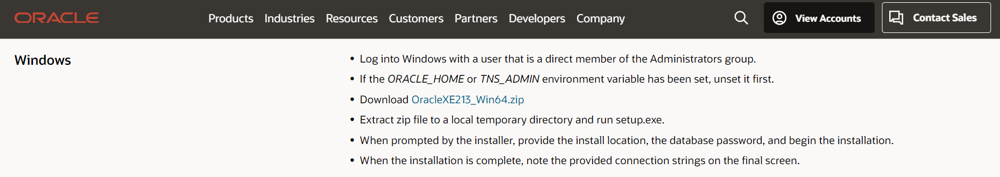 ORACLE
Products Industries Resources Customers Partners Developers Company
View Accounts
Contact Sales
Windows
• Log into Windows with a user that is a direct member of the Administrators group.
• If the ORACLE_HOME or TNS_ADMIN environment variable has been set, unset it first.
• Download OracleXE213_Win64.zip
• Extract zip file to a local temporary directory and run setup.exe.
• When prompted by the installer, provide the install location, the database password, and begin the installation.
• When the installation is complete, note the provided connection strings on the final screen.